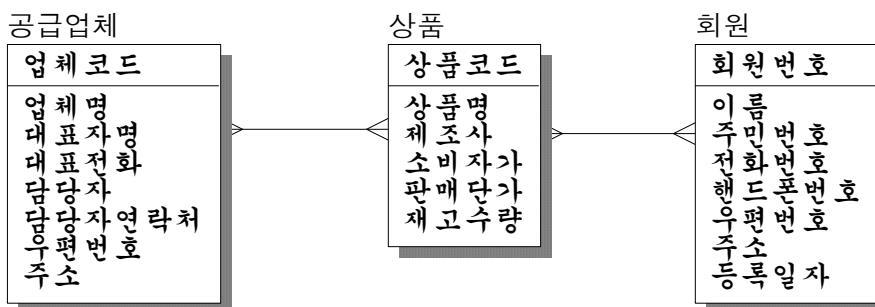 공급업체
업체코드
업체명
대표자명
대표전화
담당자
담당자연락처
우편번호
주소
상품
상품코드
상품명
제조사
소비자가
판매단가
재고수량
회원
회원번호
이름
주민번호
전화번호
핸드폰번호
우편번호
주소
등록일자